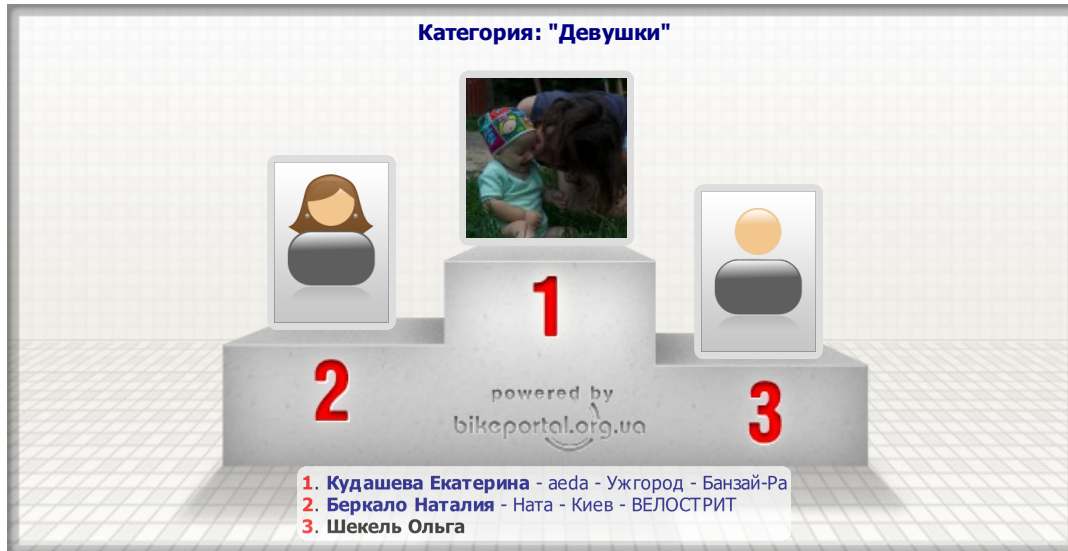 Категория: "Девушки"
1
2
3
powered by
bikeportal.org.ua
1. Кудашева Екатерина - aeda - Ужгород - Банзай-Ра
2. Беркало Наталия - Ната - Киев - ВЕЛОСТРИТ
3. Шекель Ольга